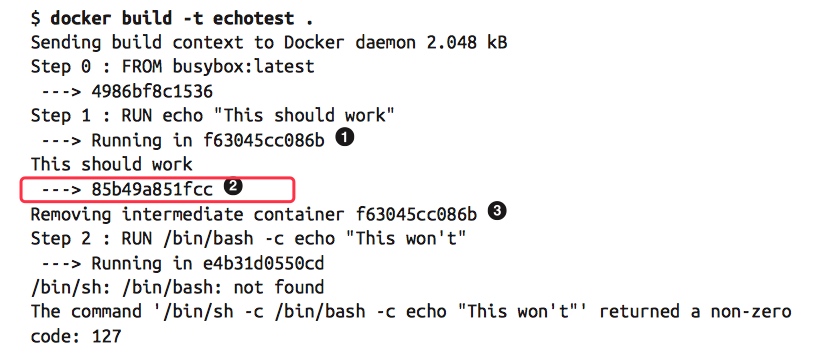 $ docker build -t echotest .
Sending build context to Docker daemon 2.048 kB
Step 0 : FROM busybox:latest
---> 4986bf8c1536
Step 1 : RUN echo "This should work"
---> Running in f63045cc086b ❶
This should work
---> 85b49a851fcc ❷
Removing intermediate container f63045cc086b ❸
Step 2 : RUN /bin/bash -c echo "This won't"
---> Running in e4b31d0550cd
/bin/sh: /bin/bash: not found
The command '/bin/sh -c /bin/bash -c echo "This won't"' returned a non-zero
code: 127